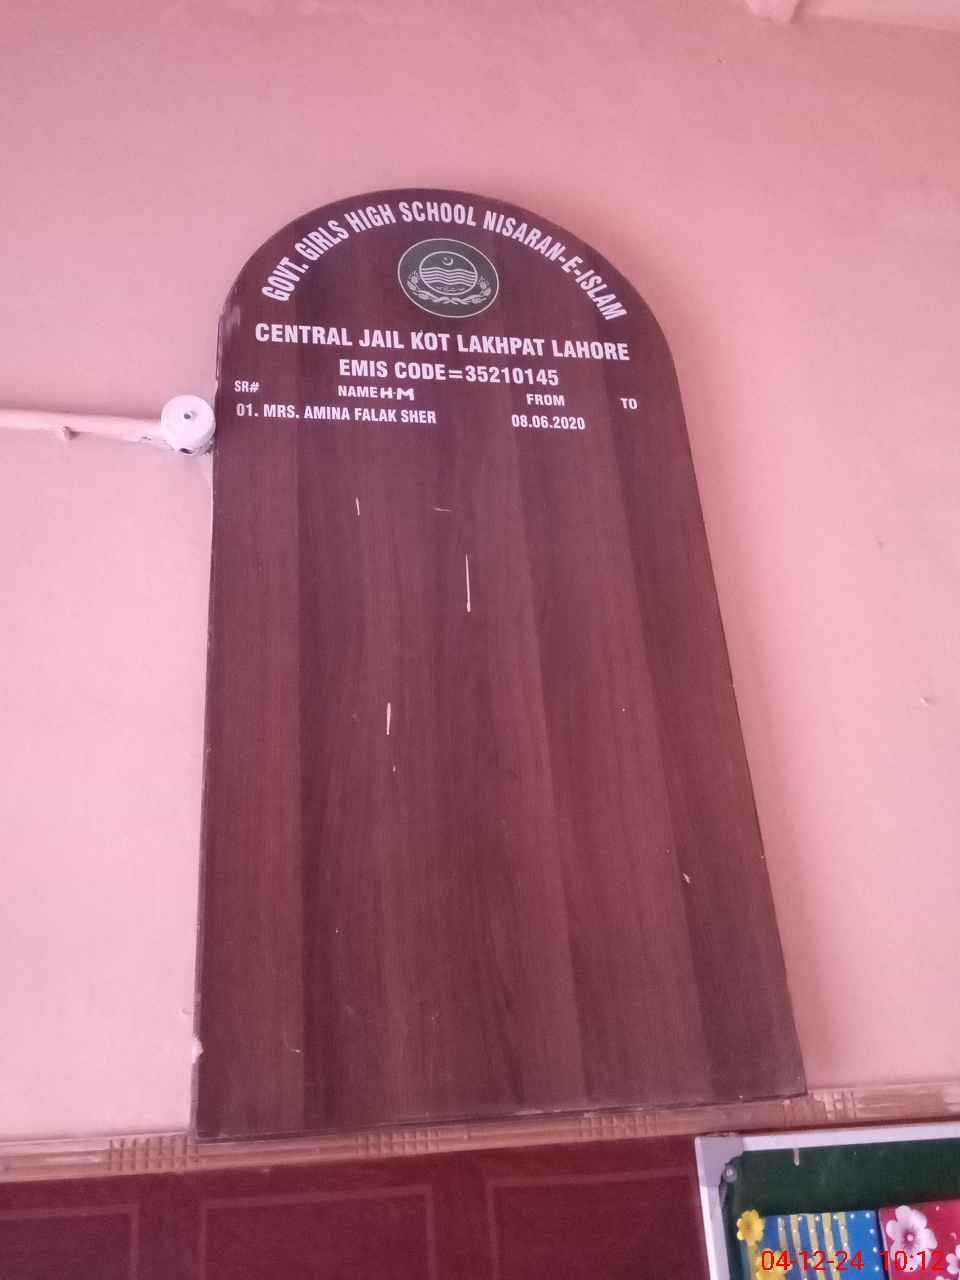 GOVT. GIRLS HIGH SCHOOL NISARAN-E-ISLAM
CENTRAL JAIL KOT LAKHPAT LAHORE
EMIS CODE=35210145
SR# NAME H-M FROM TO
01. MRS. AMINA FALAK SHER 08.06.2020
04-12-24 10:12